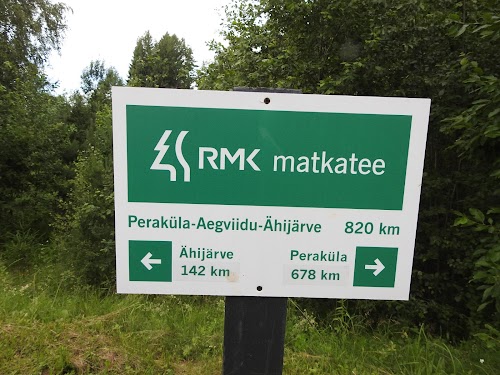 RMK matkatee
Peraküla-Aegviidu-Ähijärve 820 km
Ähijärve
142 km
Peraküla
678 km